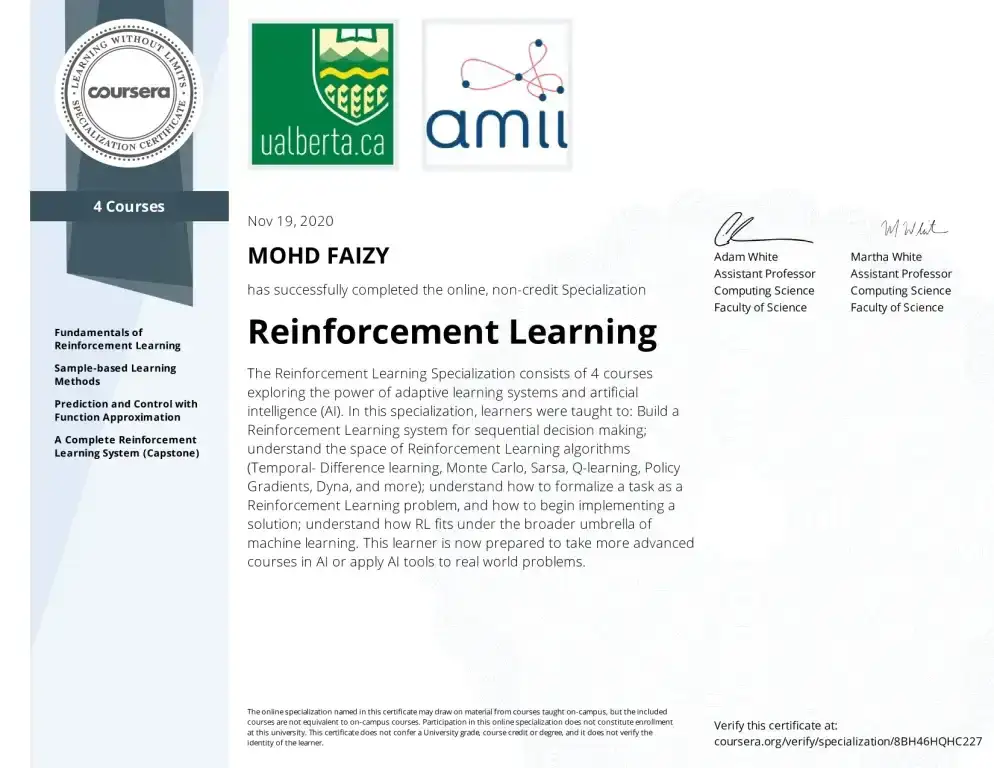 LEARNING WITHOUT LIMITS
coursera
SPECIALIZATION CERTIFICATE
4 Courses
Fundamentals of
Reinforcement Learning
Sample-based Learning
Methods
Prediction and Control with
Function Approximation
A Complete Reinforcement
Learning System (Capstone)
ualberta.ca
amii
Nov 19, 2020
MOHD FAIZY
has successfully completed the online, non-credit Specialization
Reinforcement Learning
The Reinforcement Learning Specialization consists of 4 courses
exploring the power of adaptive learning systems and artificial
intelligence (AI). In this specialization, learners were taught to: Build a
Reinforcement Learning system for sequential decision making;
understand the space of Reinforcement Learning algorithms
(Temporal- Difference learning, Monte Carlo, Sarsa, Q-learning, Policy
Gradients, Dyna, and more); understand how to formalize a task as a
Reinforcement Learning problem, and how to begin implementing a
solution; understand how RL fits under the broader umbrella of
machine learning. This learner is now prepared to take more advanced
courses in AI or apply AI tools to real world problems.
M White
Adam White
Assistant Professor
Computing Science
Faculty of Science
Martha White
Assistant Professor
Computing Science
Faculty of Science
The online specialization named in this certificate may draw on material from courses taught on-campus, but the included
courses are not equivalent to on-campus courses. Participation in this online specialization does not constitute enrollment
at this university. This certificate does not confer a University grade, course credit or degree, and it does not verify the
identity of the learner.
Verify this certificate at:
coursera.org/verify/specialization/8BH46HQHC227